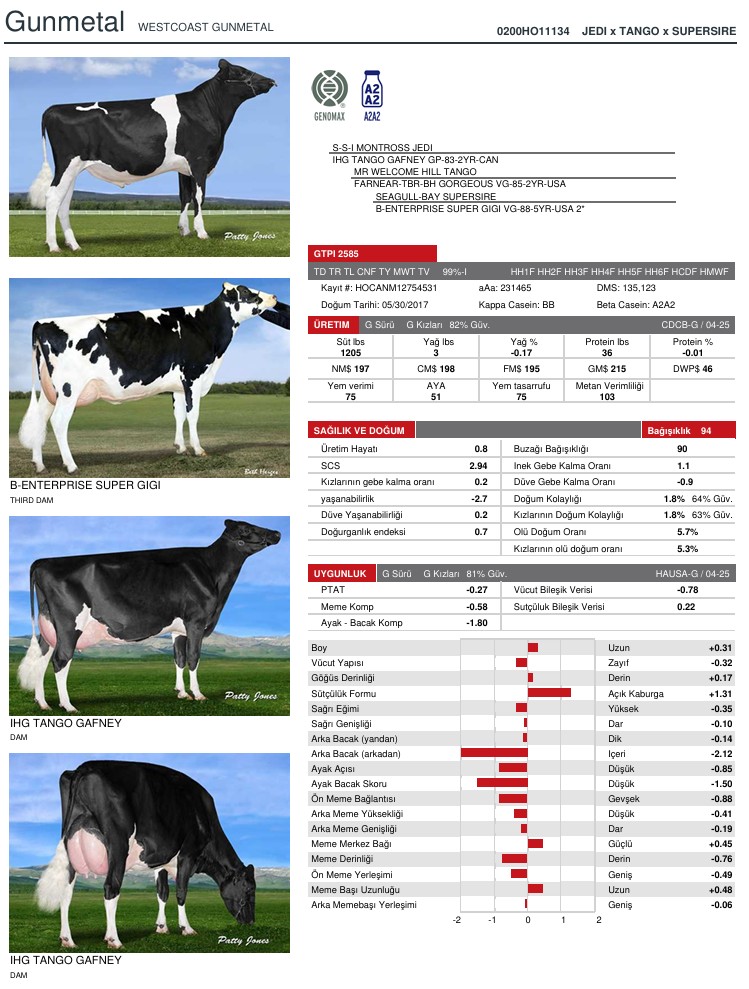 Gunmetal WESTCOAST GUNMETAL
0200HO11134 JEDI x TANGO x SUPERSIRE
Patty Jones
Beth Herges
B-ENTERPRISE SUPER GIGI
THIRD DAM
Patty Jones
IHG TANGO GAFNEY
DAM
Patty Jones
IHG TANGO GAFNEY
DAM
GENOMAX
A2
A2
A2A2
S-S-I MONTROSS JEDI
IHG TANGO GAFNEY GP-83-2YR-CAN
MR WELCOME HILL TANGO
FARNEAR-TBR-BH GORGEOUS VG-85-2YR-USA
SEAGULL-BAY SUPERSIRE
B-ENTERPRISE SUPER GIGI VG-88-5YR-USA 2*
GTPI 2585
TD TR TL CNF TY MWT TV 99%-I HH1F HH2F HH3F HH4F HH5F HH6F HCDF HMWF
Kayıt #: HOCANM12754531 aAa: 231465 DMS: 135,123
Doğum Tarihi: 05/30/2017 Kappa Casein: BB Beta Casein: A2A2
ÜRETIM G Sürü G Kızları 82% Güv. CDCB-G / 04-25
Süt lbs Yağ lbs Yağ % Protein lbs Protein %
1205 3 -0.17 36 -0.01
NM$ 197 CM$ 198 FM$ 195 GM$ 215 DWP$ 46
Yem verimi AYA Yem tasarrufu Metan Verimliliği
75 51 75 103
SAĞILIK VE DOĞUM Bağışıklık 94
Üretim Hayatı 0.8 Buzağı Bağışıklığı 90
SCS 2.94 Inek Gebe Kalma Oranı 1.1
Kızlarının gebe kalma oranı 0.2 Düve Gebe Kalma Oranı -0.9
yaşanabilirlik -2.7 Doğum Kolaylığı 1.8% 64% Güv.
Düve Yaşanabilirliği 0.2 Kızlarının Doğum Kolaylığı 1.8% 63% Güv.
Doğurganlık endeksi 0.7 Olü Doğum Oranı 5.7%
Kızlarının olü doğum oranı 5.3%
UYGUNLUK G Sürü G Kızları 81% Güv. HAUSA-G / 04-25
PTAT -0.27 Vücut Bileşik Verisi -0.78
Meme Komp -0.58 Sutçüluk Bileşik Verisi 0.22
Ayak - Bacak Komp -1.80
Boy Uzun +0.31
Vücut Yapısı Zayıf -0.32
Göğüs Derinliği Derin +0.17
Sütçülük Formu Açık Kaburga +1.31
Sağrı Eğimi Yüksek -0.35
Sağrı Genişliği Dar -0.10
Arka Bacak (yandan) Dik -0.14
Arka Bacak (arkadan) Içeri -2.12
Ayak Açısı Düşük -0.85
Ayak Bacak Skoru Düşük -1.50
Ön Meme Bağlantısı Gevşek -0.88
Arka Meme Yüksekliği Düşük -0.41
Arka Meme Genişliği Dar -0.19
Meme Merkez Bağı Güçlü +0.45
Meme Derinliği Derin -0.76
Ön Meme Yerleşimi Geniş -0.49
Meme Başı Uzunluğu Uzun +0.48
Arka Memebaşı Yerleşimi Geniş -0.06
-2 -1 0 1 2